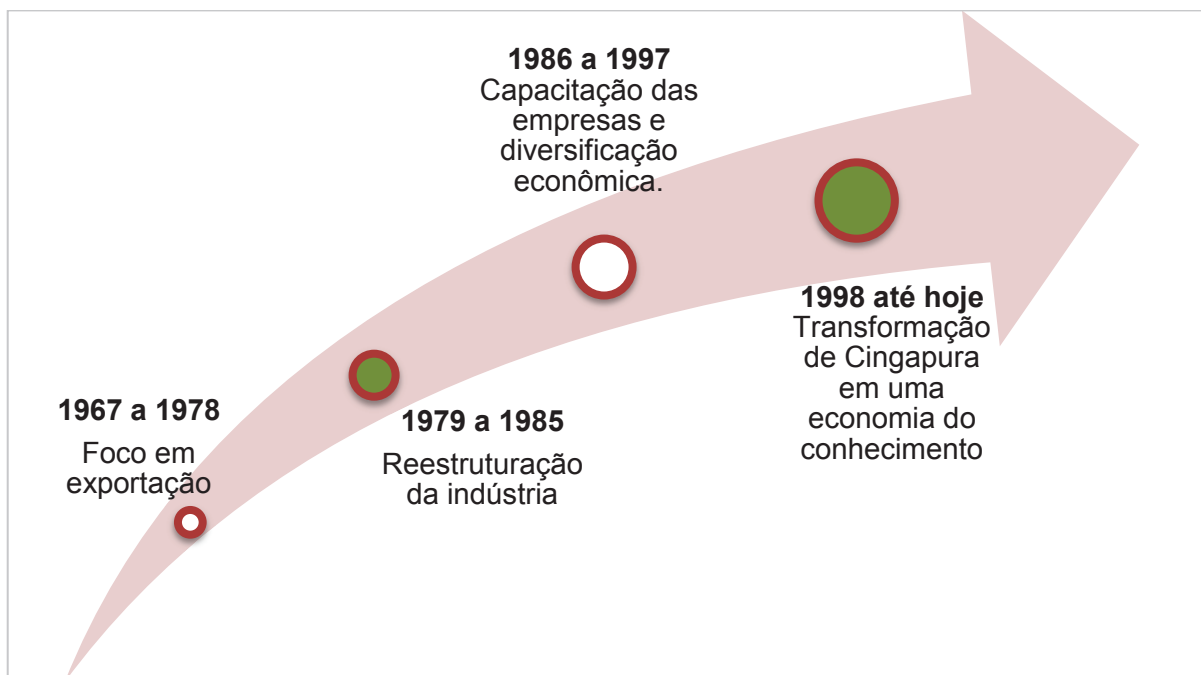 1967 a 1978
Foco em
exportação
1979 a 1985
Reestruturação
da indústria
1986 a 1997
Capacitação das
empresas e
diversificação
econômica.
1998 até hoje
Transformação
de Cingapura
em uma
economia do
conhecimento